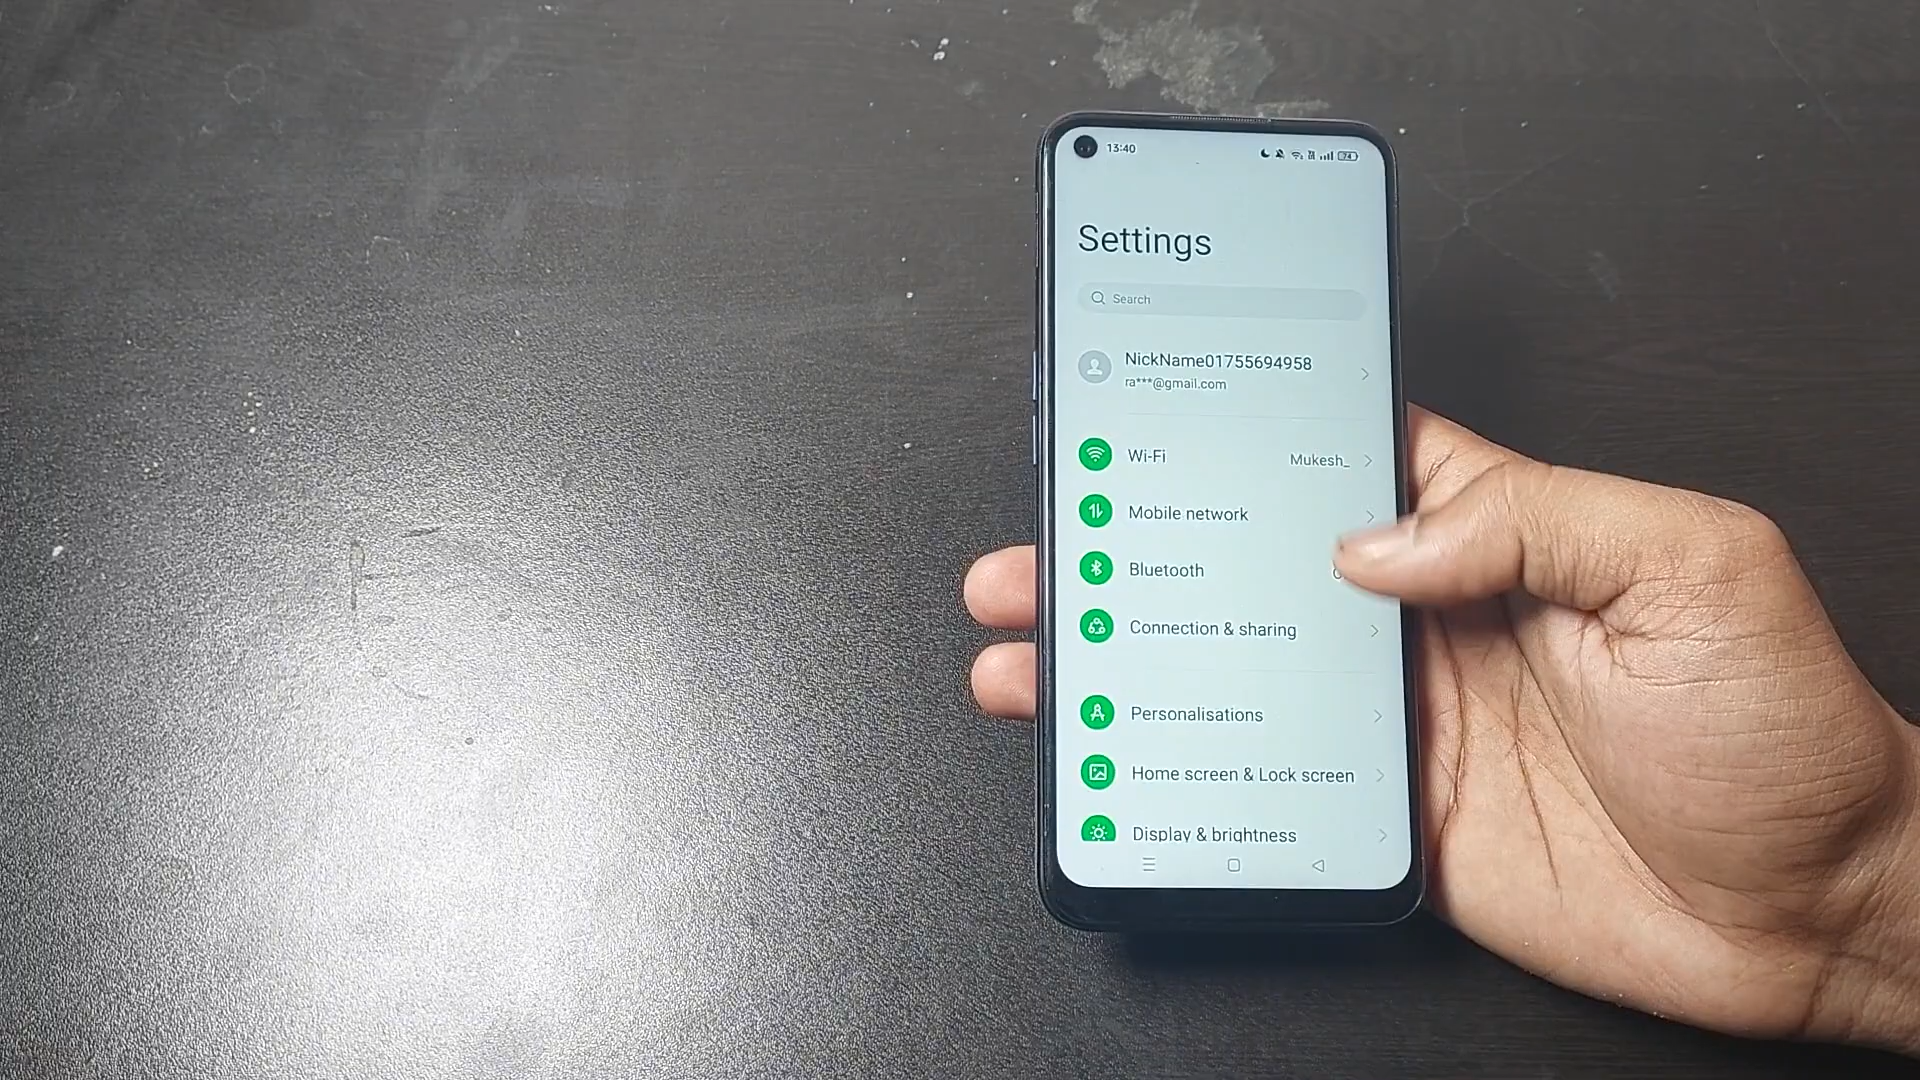 13:40
74
Settings
Search
NickName01755694958
ra***@gmail.com
Wi-Fi Mukesh_
Mobile network
Bluetooth
Connection & sharing
Personalisations
Home screen & Lock screen
Display & brightness